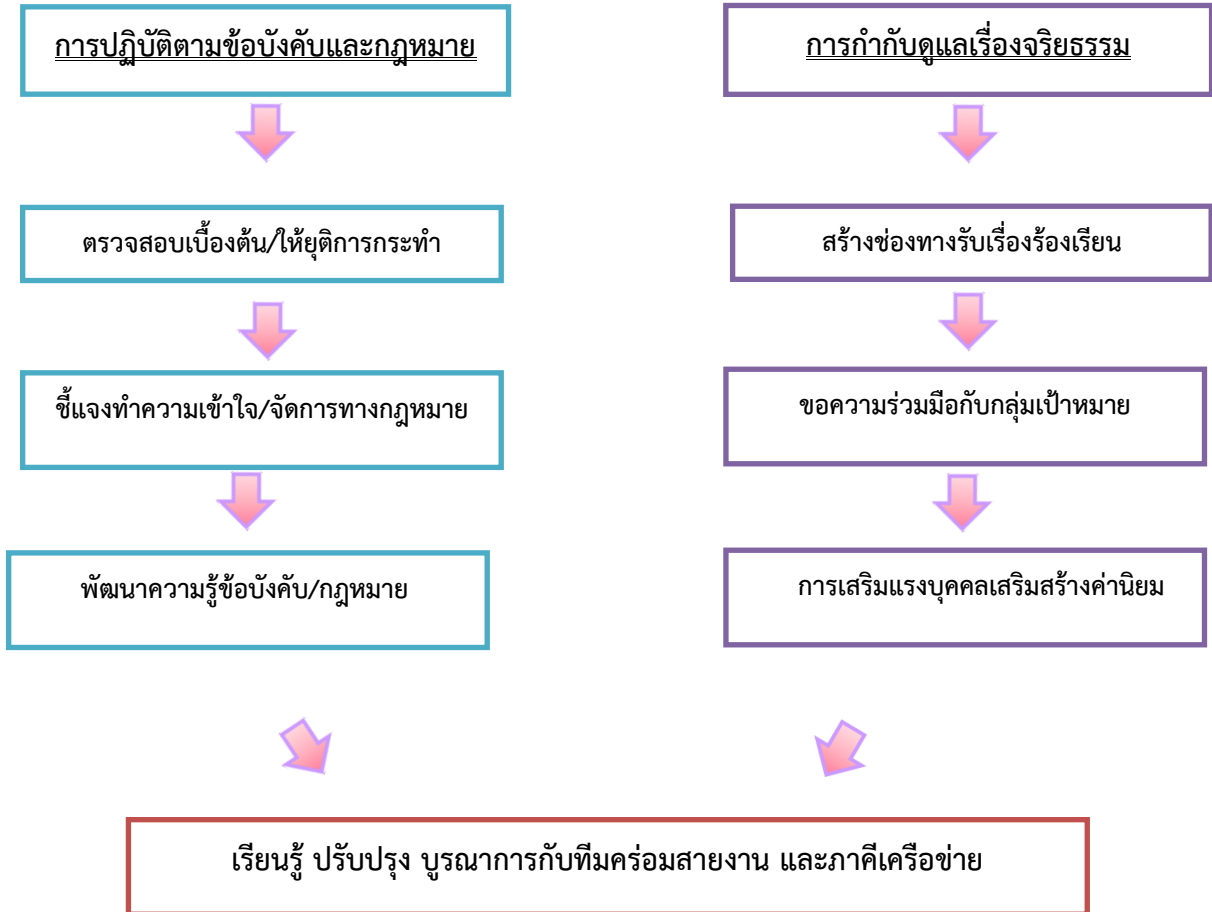 การปฏิบัติตามข้อบังคับและกฎหมาย
ตรวจสอบเบื้องต้น/ให้ยุติการกระทำ
ชี้แจงทำความเข้าใจ/จัดการทางกฎหมาย
พัฒนาความรู้ข้อบังคับ/กฎหมาย
การกำกับดูแลเรื่องจริยธรรม
สร้างช่องทางรับเรื่องร้องเรียน
ขอความร่วมมือกับกลุ่มเป้าหมาย
การเสริมแรงบุคคลเสริมสร้างค่านิยม
เรียนรู้ ปรับปรุง บูรณาการกับทีมคร่อมสายงาน และภาคีเครือข่าย